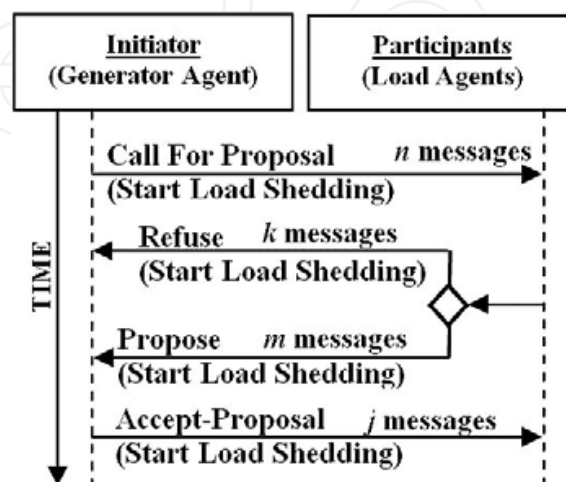 Initiator
(Generator Agent)
Participants
(Load Agents)
TIME
Call For Proposal n messages
(Start Load Shedding)
Refuse k messages
(Start Load Shedding)
Propose m messages
(Start Load Shedding)
Accept-Proposal j messages
(Start Load Shedding)